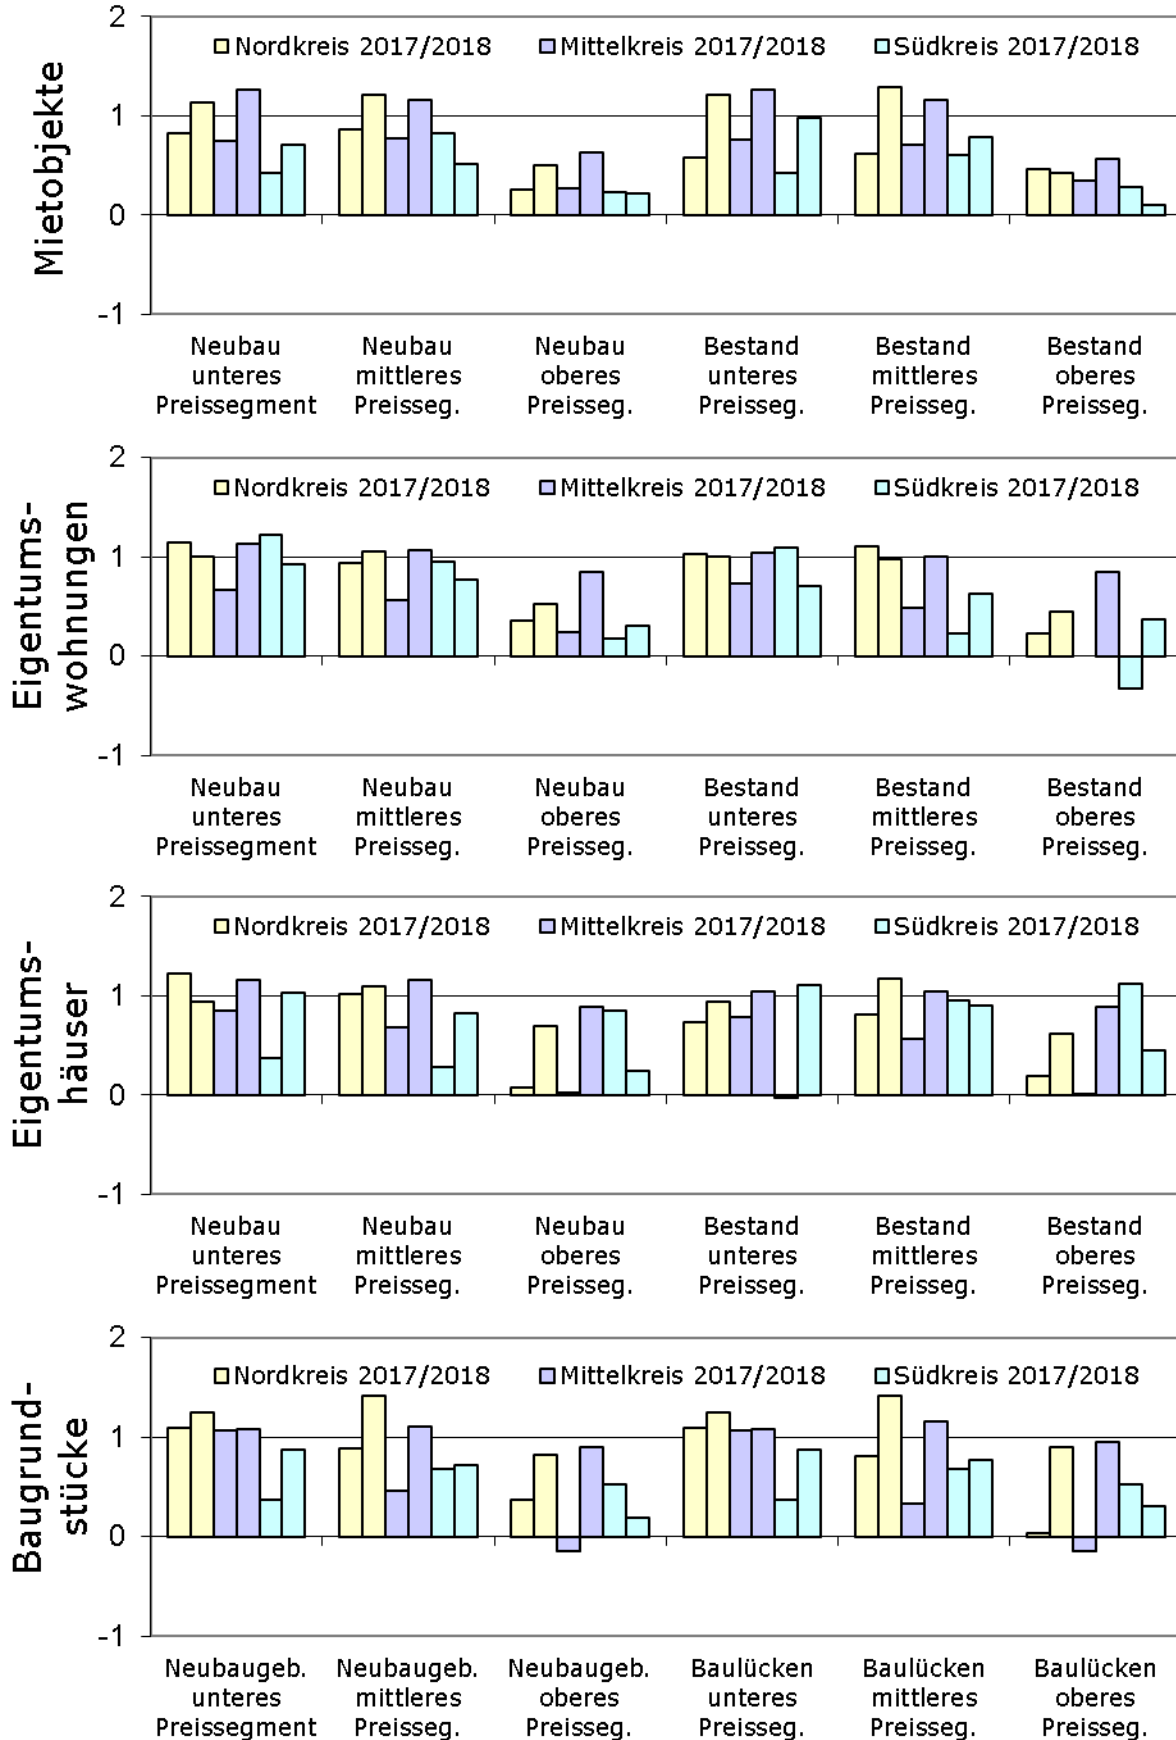 Mietobjekte
2
1
0
-1
Nordkreis 2017/2018 Mittelkreis 2017/2018 Südkreis 2017/2018
Neubau unteres Preissegment
Neubau mittleres Preisseg.
Neubau oberes Preisseg.
Bestand unteres Preisseg.
Bestand mittleres Preisseg.
Bestand oberes Preisseg.
Eigentums-
wohnungen
2
1
0
-1
Nordkreis 2017/2018 Mittelkreis 2017/2018 Südkreis 2017/2018
Neubau unteres Preissegment
Neubau mittleres Preisseg.
Neubau oberes Preisseg.
Bestand unteres Preisseg.
Bestand mittleres Preisseg.
Bestand oberes Preisseg.
Eigentums-
häuser
2
1
0
-1
Nordkreis 2017/2018 Mittelkreis 2017/2018 Südkreis 2017/2018
Neubau unteres Preissegment
Neubau mittleres Preisseg.
Neubau oberes Preisseg.
Bestand unteres Preisseg.
Bestand mittleres Preisseg.
Bestand oberes Preisseg.
Baugrund-
stücke
2
1
0
-1
Nordkreis 2017/2018 Mittelkreis 2017/2018 Südkreis 2017/2018
Neubaugeb. unteres Preissegment
Neubaugeb. mittleres Preisseg.
Neubaugeb. oberes Preisseg.
Baulücken unteres Preisseg.
Baulücken mittleres Preisseg.
Baulücken oberes Preisseg.